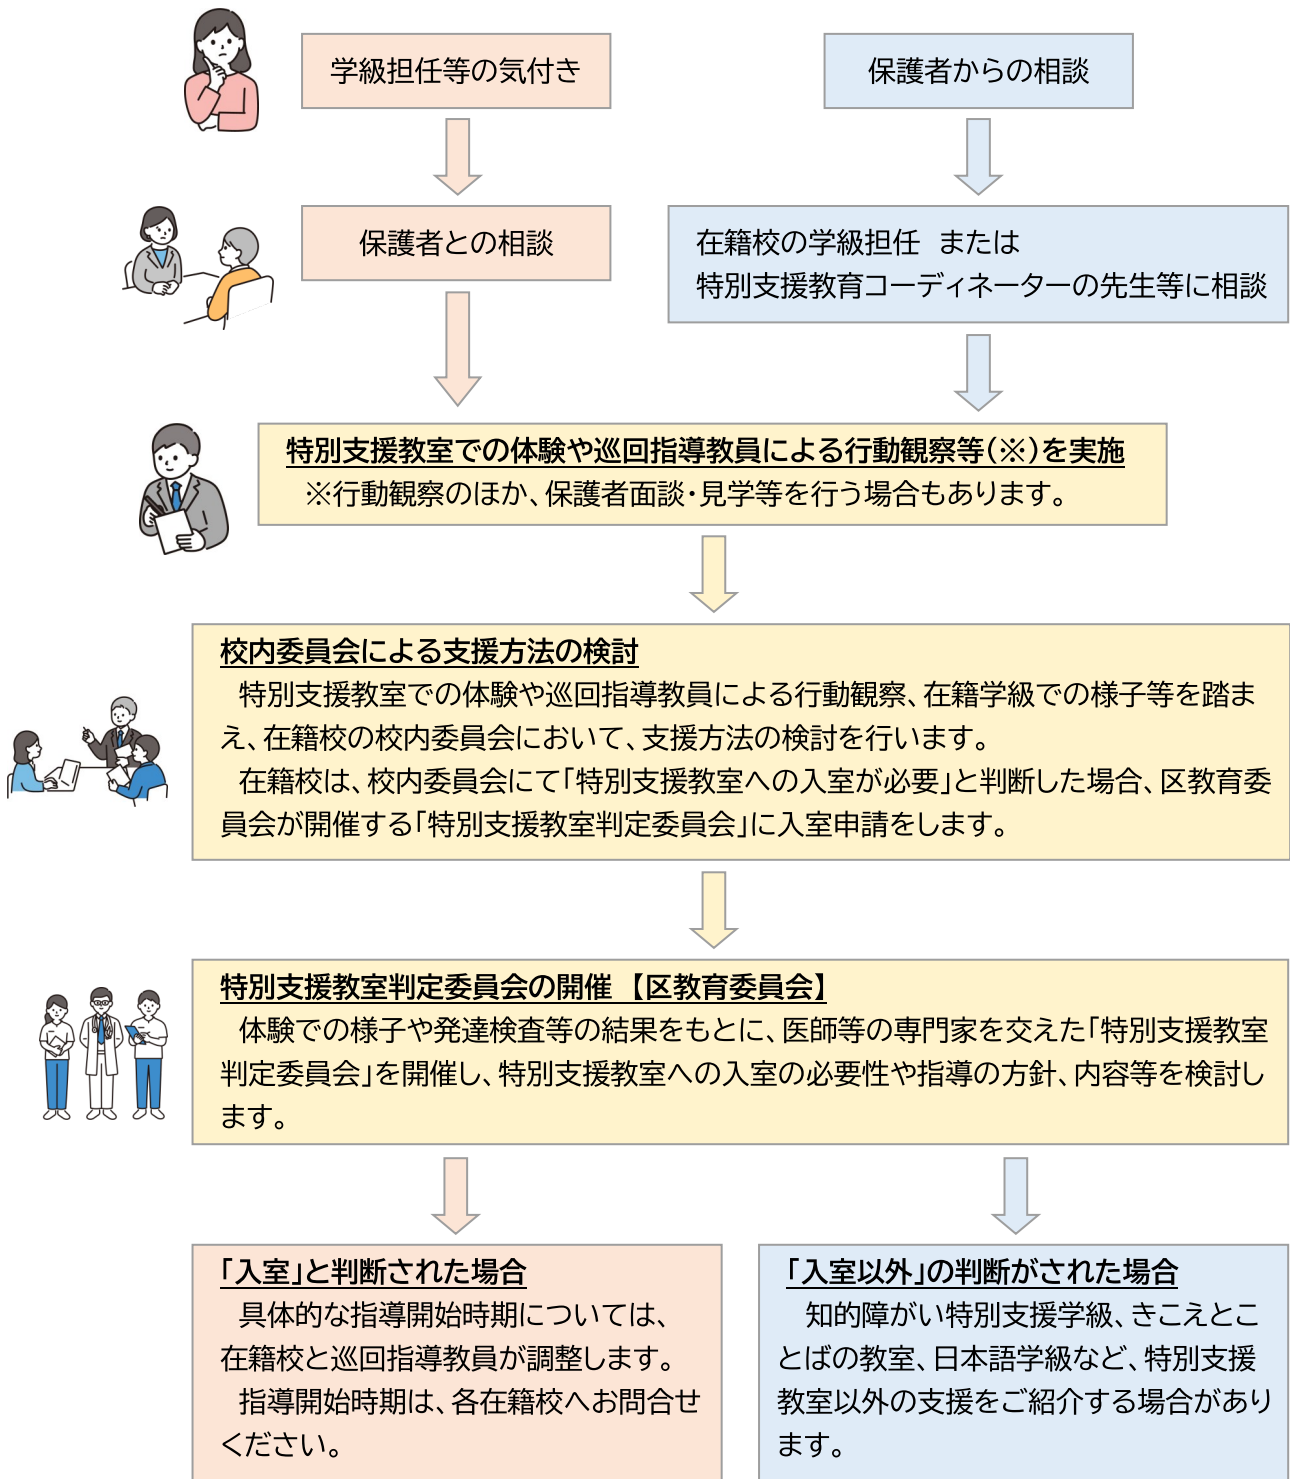 学級担任等の気付き
保護者からの相談
保護者との相談
在籍校の学級担任　または
特別支援教育コーディネーターの先生等に相談
特別支援教室での体験や巡回指導教員による行動観察等(※)を実施
※行動観察のほか、保護者面談・見学等を行う場合もあります。
校内委員会による支援方法の検討
特別支援教室での体験や巡回指導教員による行動観察、在籍学級での様子等を踏ま
え、在籍校の校内委員会において、支援方法の検討を行います。
在籍校は、校内委員会にて「特別支援教室への入室が必要」と判断した場合、区教育委
員会が開催する「特別支援教室判定委員会」に入室申請をします。
特別支援教室判定委員会の開催【区教育委員会】
体験での様子や発達検査等の結果をもとに、医師等の専門家を交えた「特別支援教室
判定委員会」を開催し、特別支援教室への入室の必要性や指導の方針、内容等を検討し
ます。
「入室」と判断された場合
具体的な指導開始時期については、
在籍校と巡回指導教員が調整します。
指導開始時期は、各在籍校へお問合せ
ください。
「入室以外」の判断がされた場合
知的障がい特別支援学級、きこえとこ
とばの教室、日本語学級など、特別支援
教室以外の支援をご紹介する場合があり
ます。